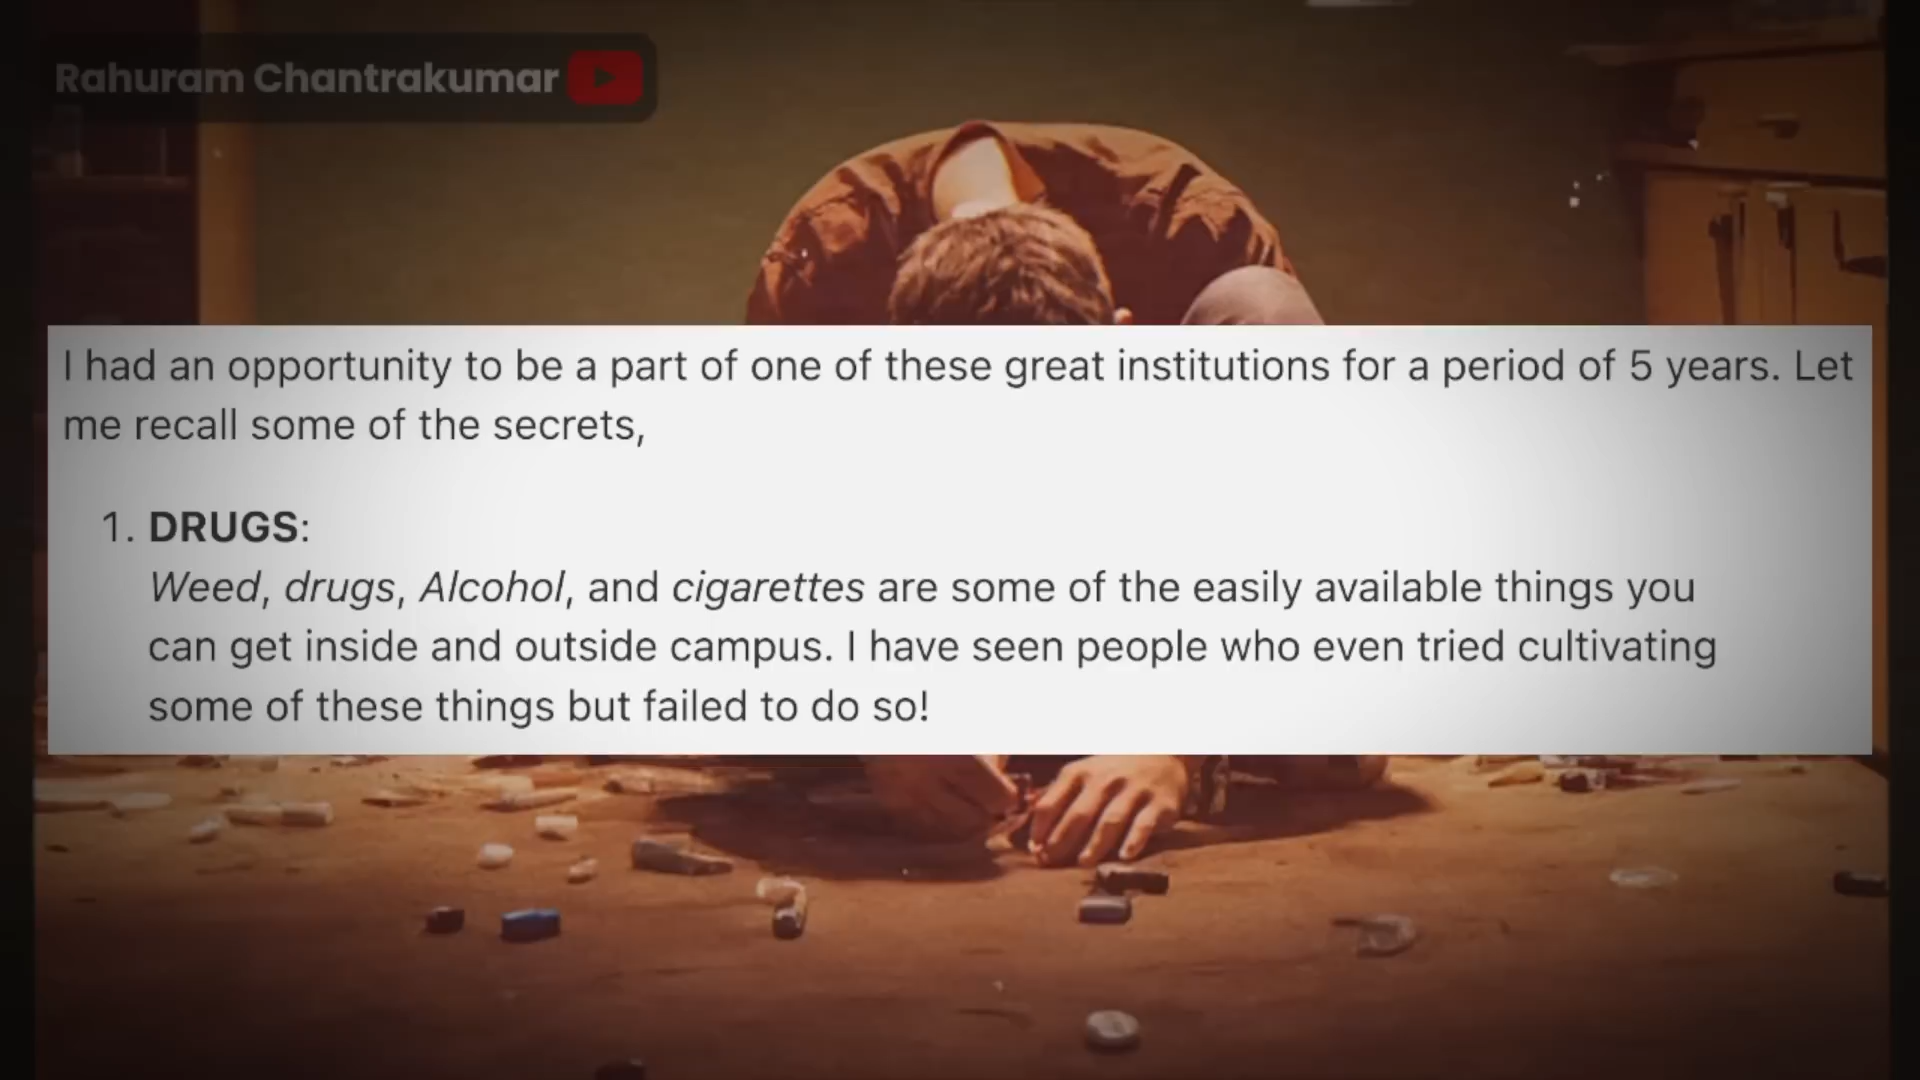 Rahuram Chantrakumar
I had an opportunity to be a part of one of these great institutions for a period of 5 years. Let
me recall some of the secrets,
1. DRUGS:
Weed, drugs, Alcohol, and cigarettes are some of the easily available things you
can get inside and outside campus. I have seen people who even tried cultivating
some of these things but failed to do so!